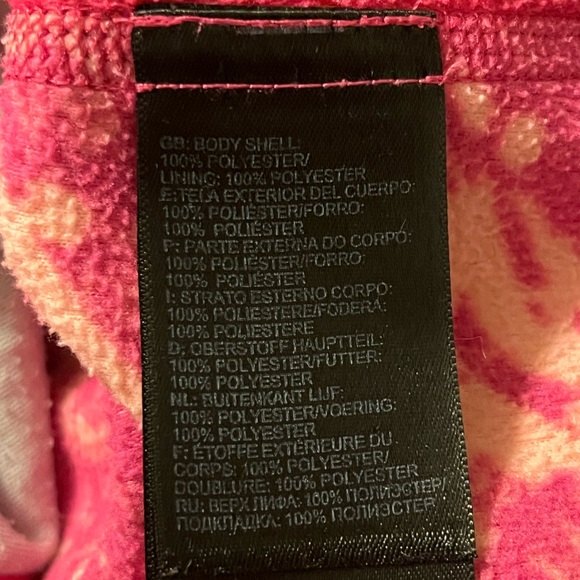 GB: BODY SHELL:
100% POLYESTER/
LINING: 100% POLYESTER
E:TELA EXTERIOR DEL CUERPO:
100% POLIÉSTER/FORRO:
100% POLIÉSTER
P: PARTE EXTERNA DO CORPO:
100% POLIÉSTER/FORRO:
100% POLIÉSTER
I: STRATO ESTERNO CORPO:
100% POLIESTERE/FODERA:
100% POLIESTERE
D: OBERSTOFF HAUPTTEIL:
100% POLYESTER/FUTTER:
100% POLYESTER
NL: BUITENKANT LIJF:
100% POLYESTER/VOERING:
100% POLYESTER
F: ÉTOFFE EXTÉRIEURE DU
CORPS: 100% POLYESTER/
DOUBLURE: 100% POLYESTER
RU: ВЕРХ ЛИФА: 100% ПОЛИЭСТЕР/
ПОДКЛАДКА: 100% ПОЛИЭСТЕР